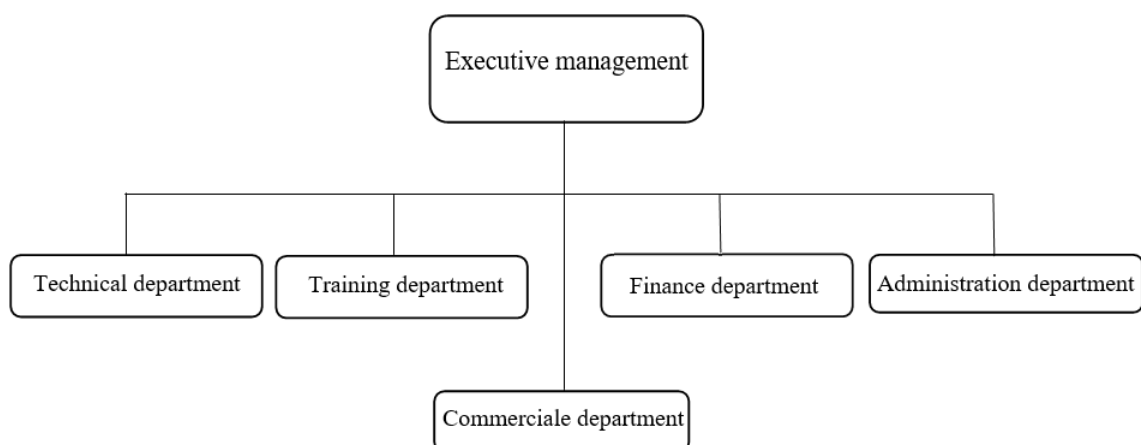 Executive management
Technical department
Training department
Finance department
Administration department
Commerciale department